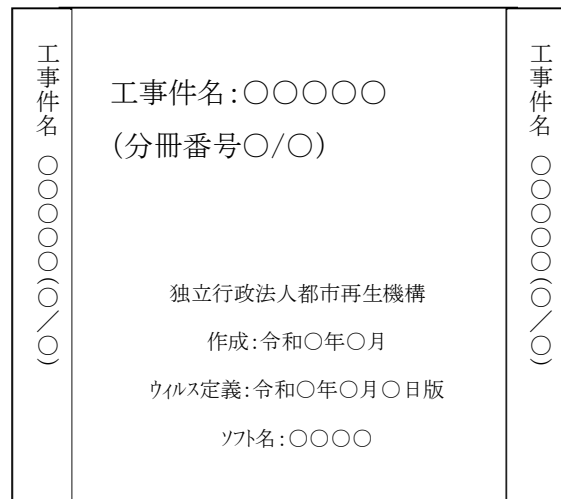 工事件名 ○○○○○(○/○)
工事件名:○○○○○
(分冊番号○/○)
独立行政法人都市再生機構
作成:令和○年○月
ウィルス定義:令和○年○月○日版
ソフト名:○○○○
工事件名 ○○○○○(○/○)